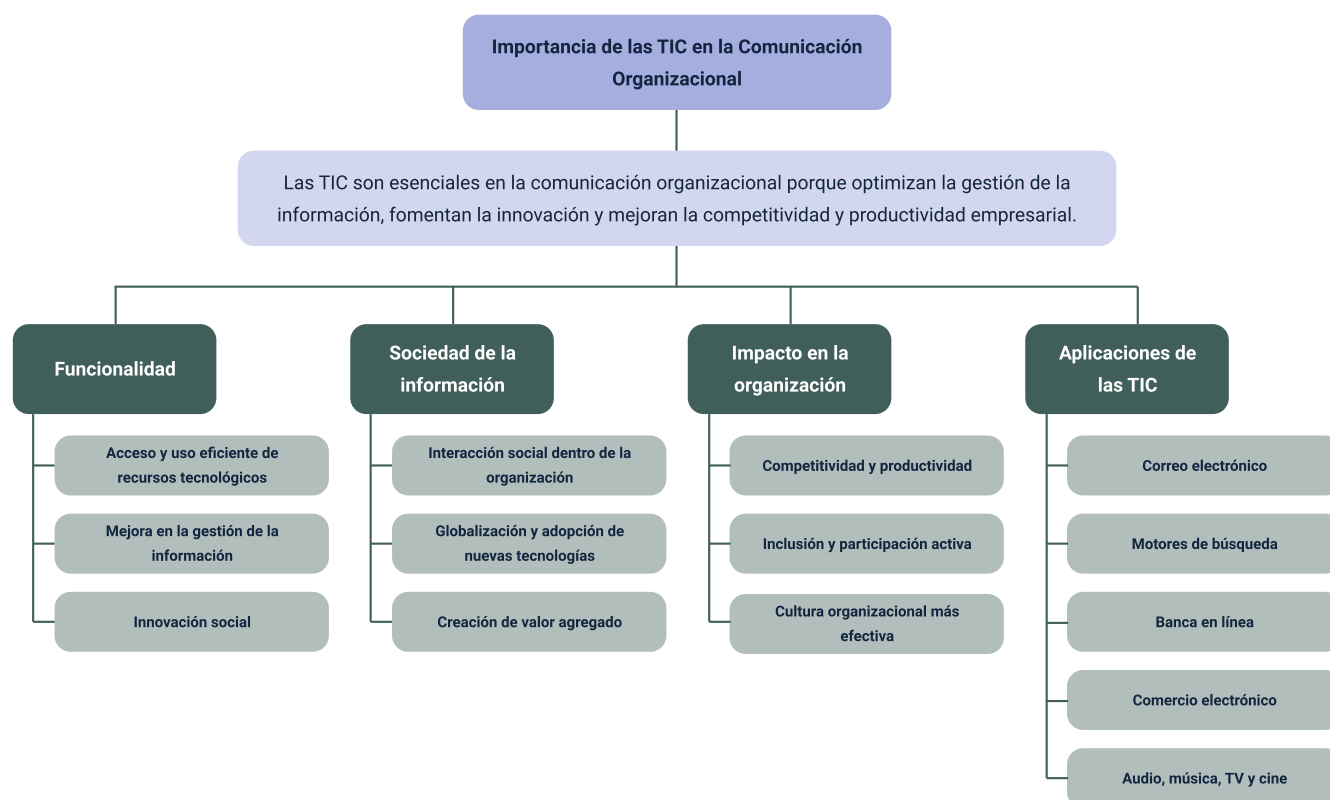 Importancia de las TIC en la Comunicación
Organizacional
Las TIC son esenciales en la comunicación organizacional porque optimizan la gestión de la
información, fomentan la innovación y mejoran la competitividad y productividad empresarial.
Funcionalidad
Acceso y uso eficiente de
recursos tecnológicos
Mejora en la gestión de la
información
Innovación social
Sociedad de la
información
Interacción social dentro de la
organización
Globalización y adopción de
nuevas tecnologías
Creación de valor agregado
Impacto en la
organización
Competitividad y productividad
Inclusión y participación activa
Cultura organizacional más
efectiva
Aplicaciones de
las TIC
Correo electrónico
Motores de búsqueda
Banca en línea
Comercio electrónico
Audio, música, TV y cine